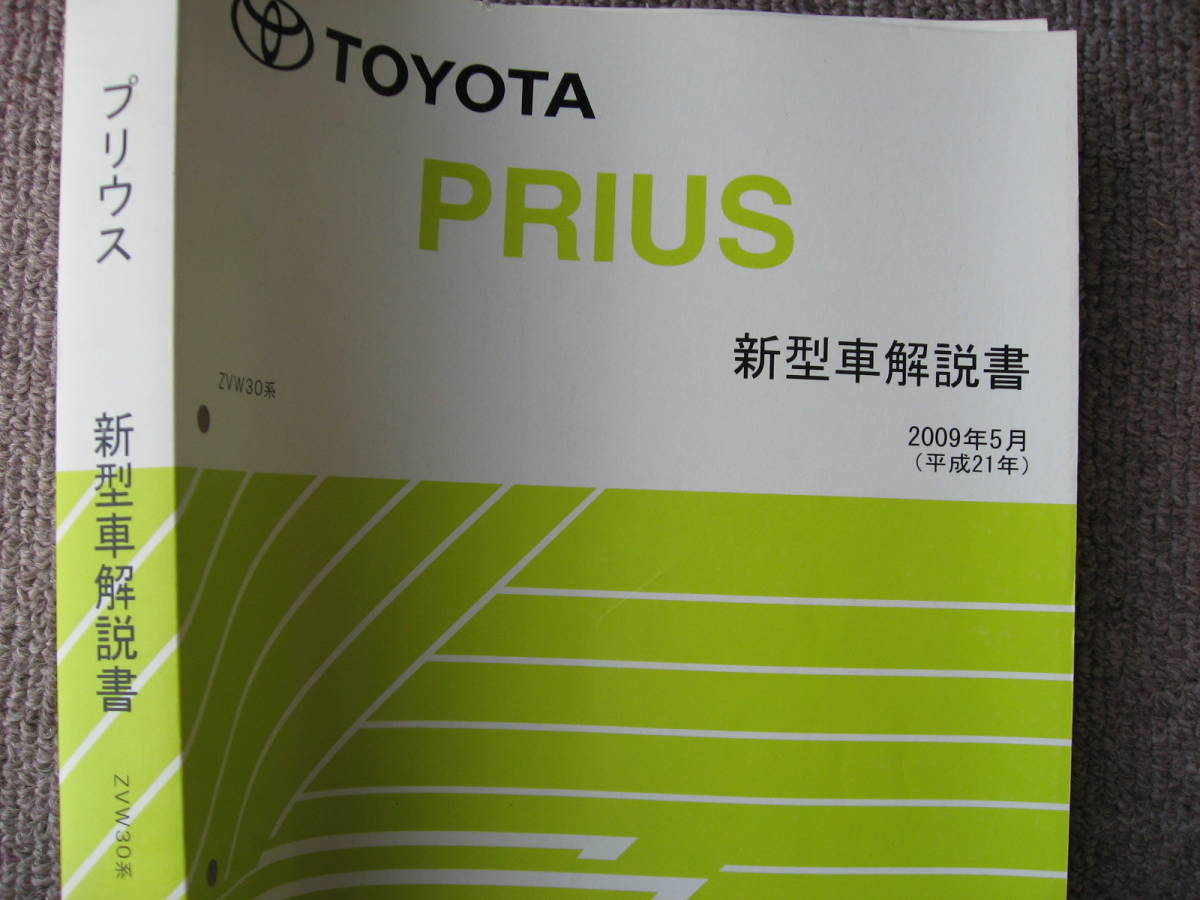 TOYOTA
PRIUS
新型車解説書
ZVW30系
2009年5月
(平成21年)
プリウス 新型車解説書 ZVW30系